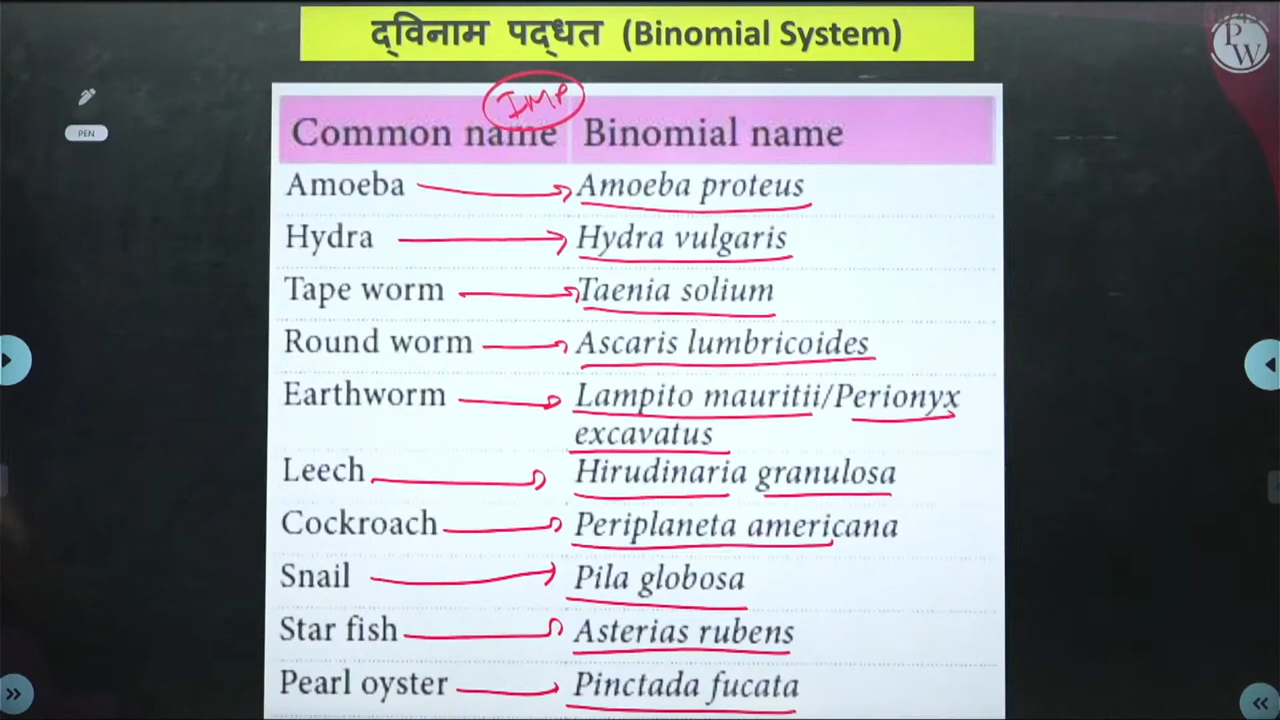 द्विनाम पद्धत (Binomial System)
PW
IMP
PEN
Common name Binomial name
Amoeba Amoeba proteus
Hydra Hydra vulgaris
Tape worm Taenia solium
Round worm Ascaris lumbricoides
Earthworm Lampito mauritii/Perionyx
excavatus
Leech Hirudinaria granulosa
Cockroach Periplaneta americana
Snail Pila globosa
Star fish Asterias rubens
Pearl oyster Pinctada fucata